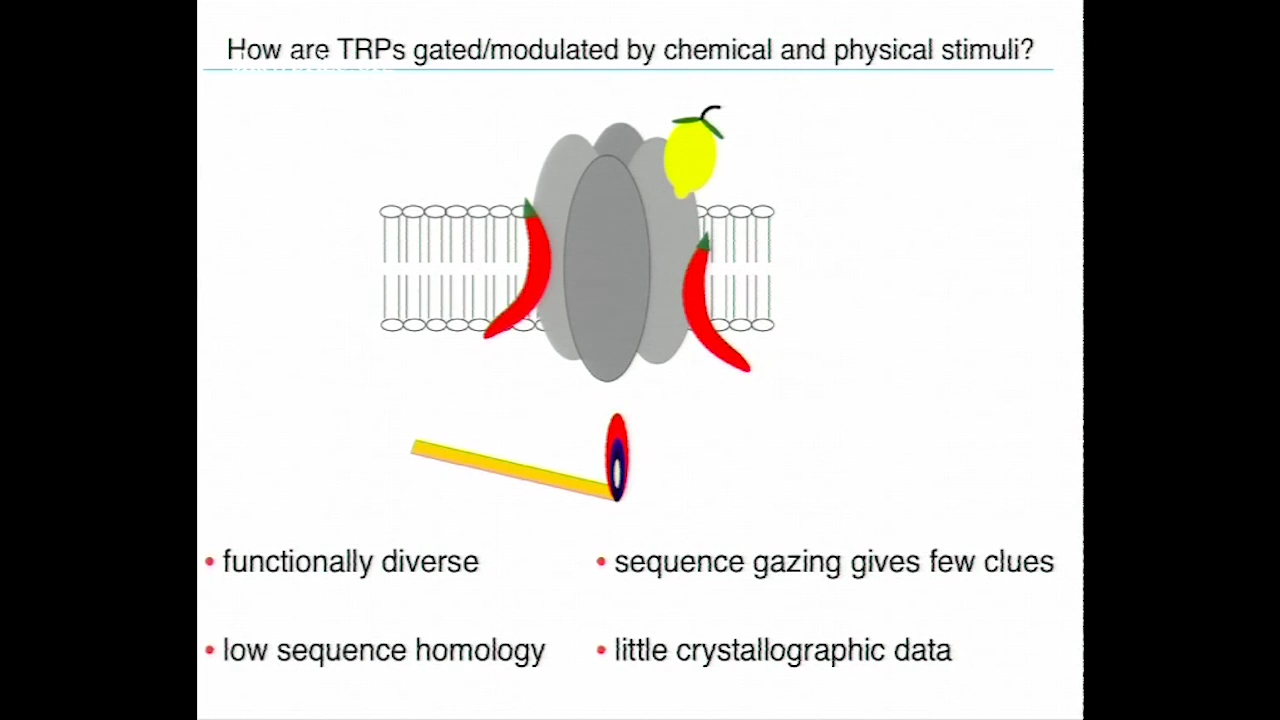 How are TRPs gated/modulated by chemical and physical stimuli?
• functionally diverse
• sequence gazing gives few clues
• low sequence homology
• little crystallographic data